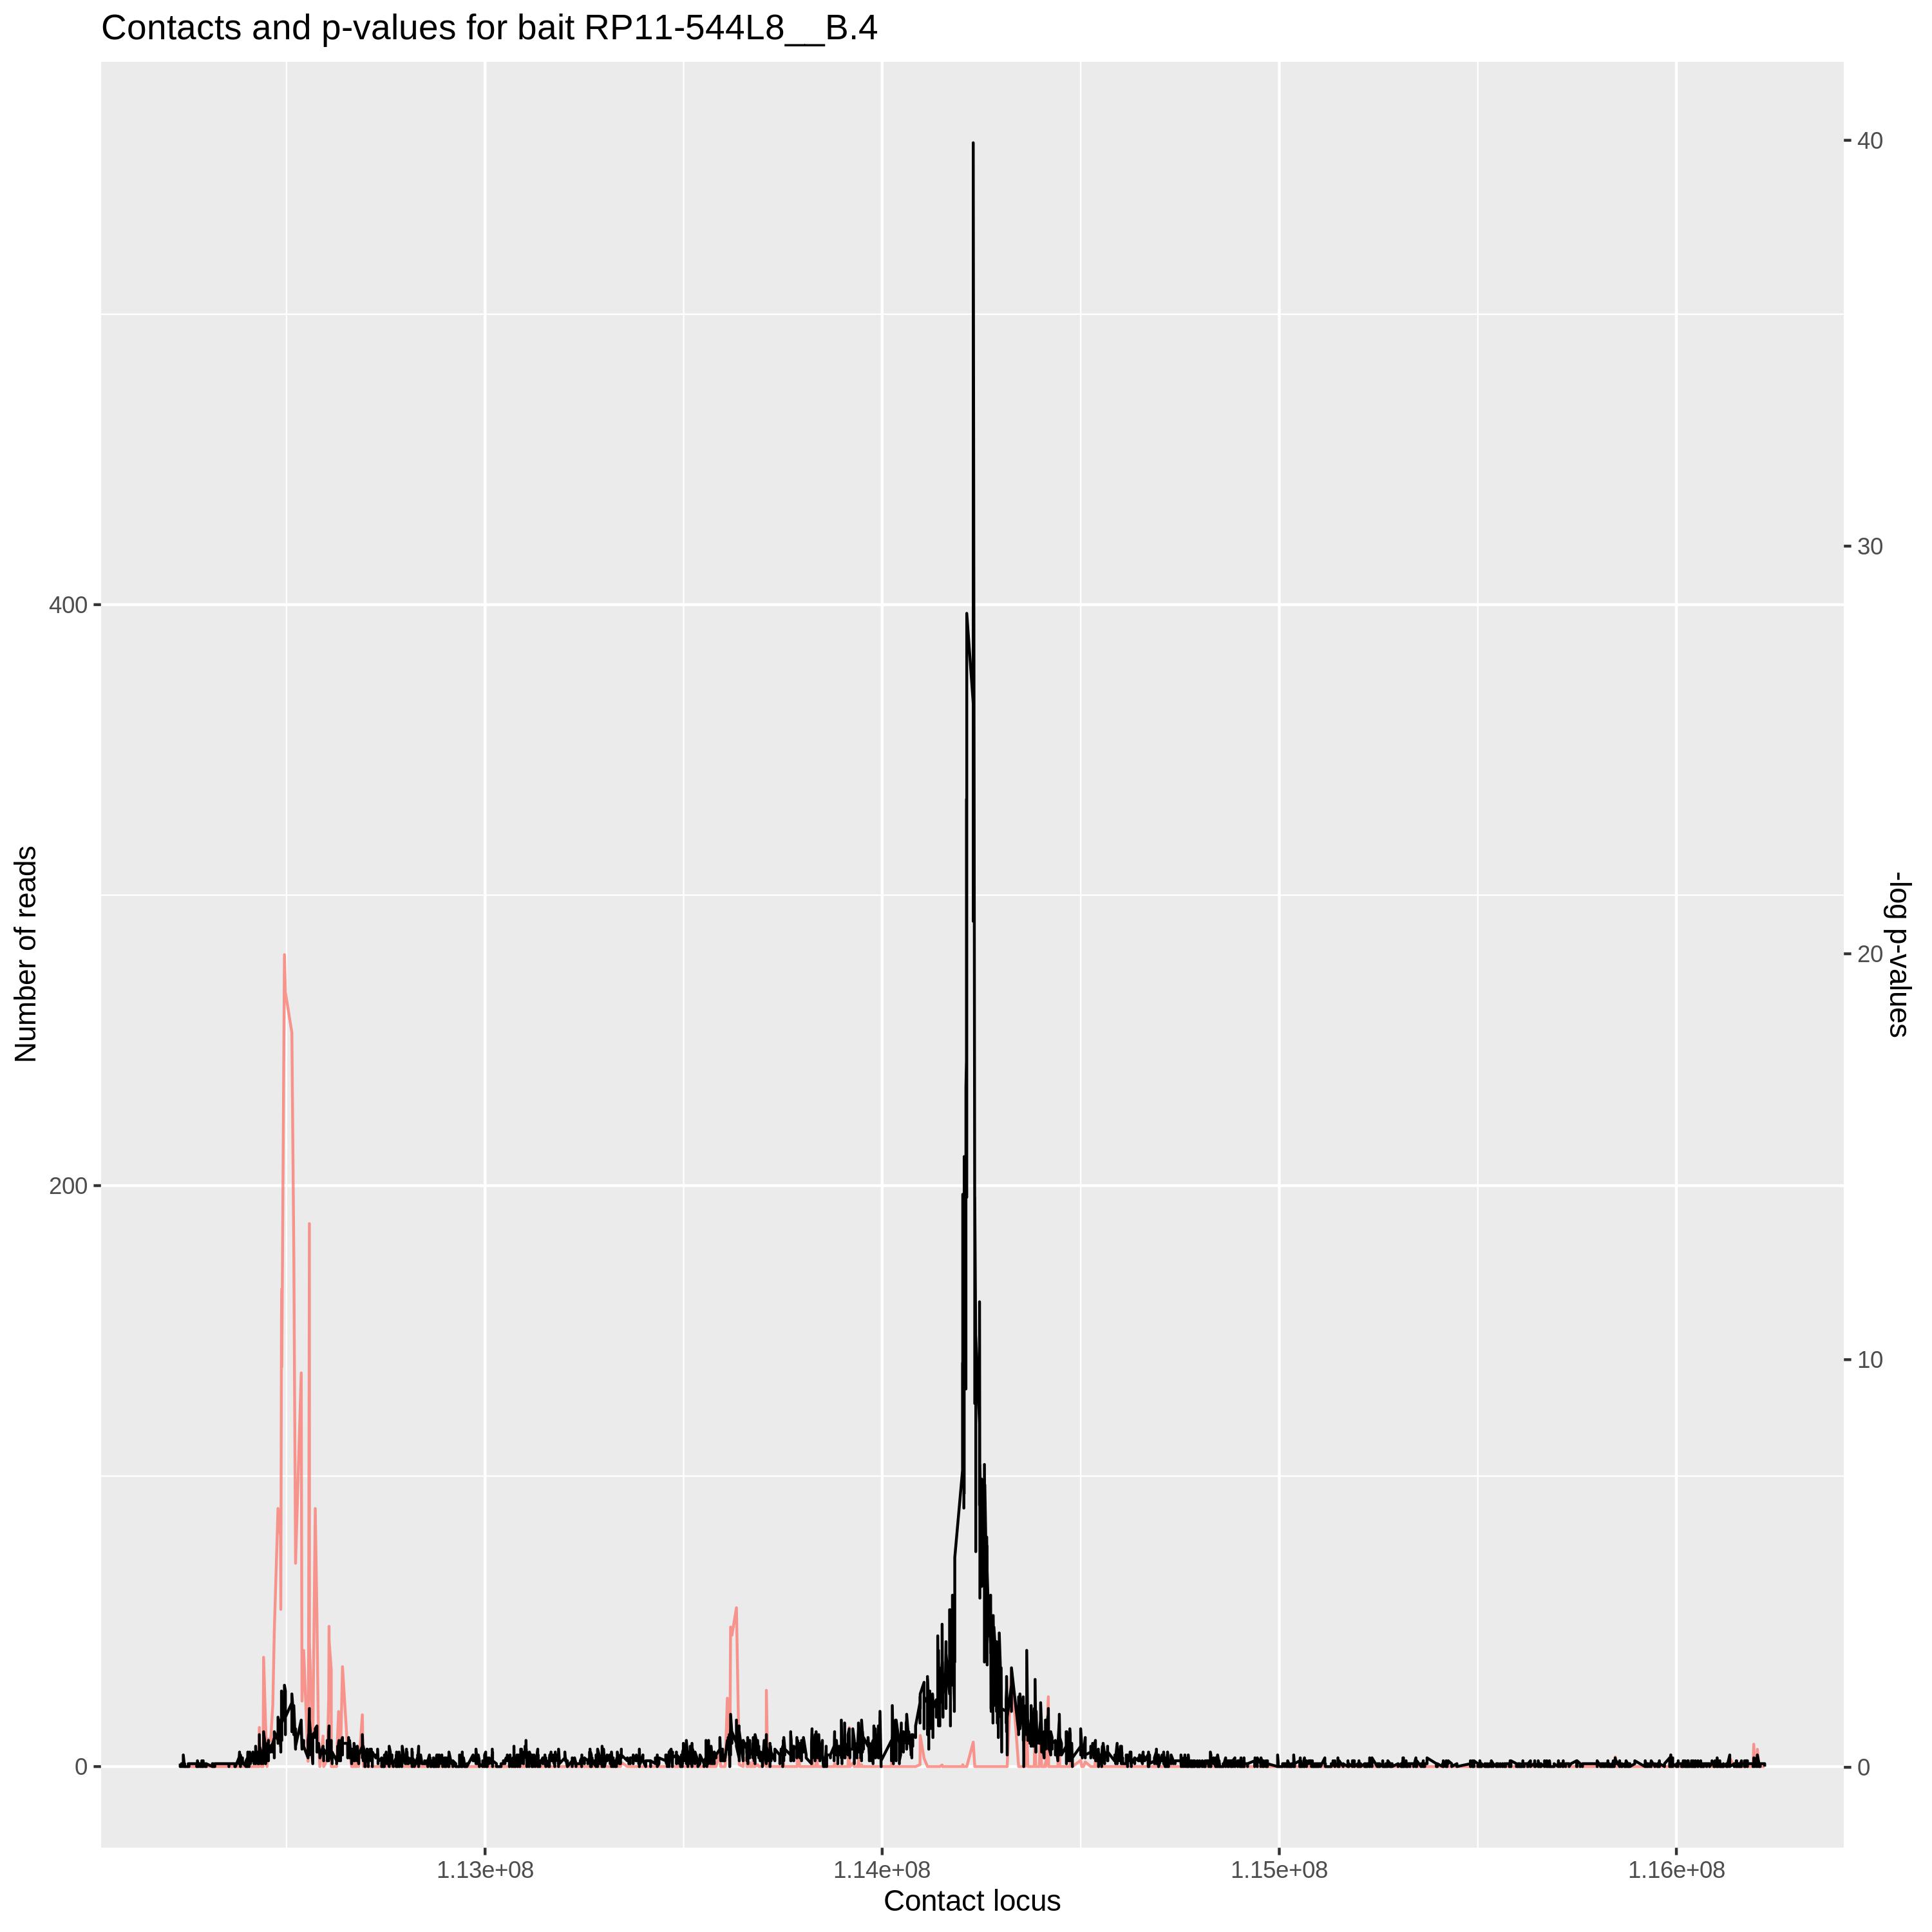 Contacts and p-values for bait RP11-544L8__B.4
Number of reads
400
200
0
40
30
20
10
0
-log p-values
1.13e+08
1.14e+08
1.15e+08
1.16e+08
Contact locus